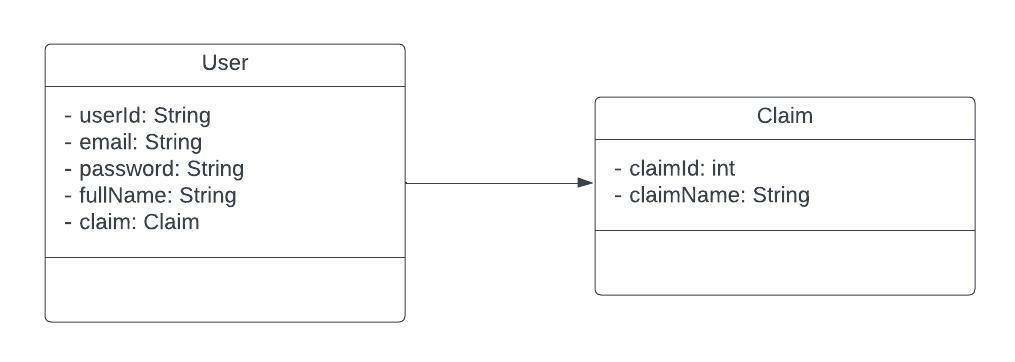 User
- userId: String
- email: String
- password: String
- fullName: String
- claim: Claim
Claim
- claimId: int
- claimName: String